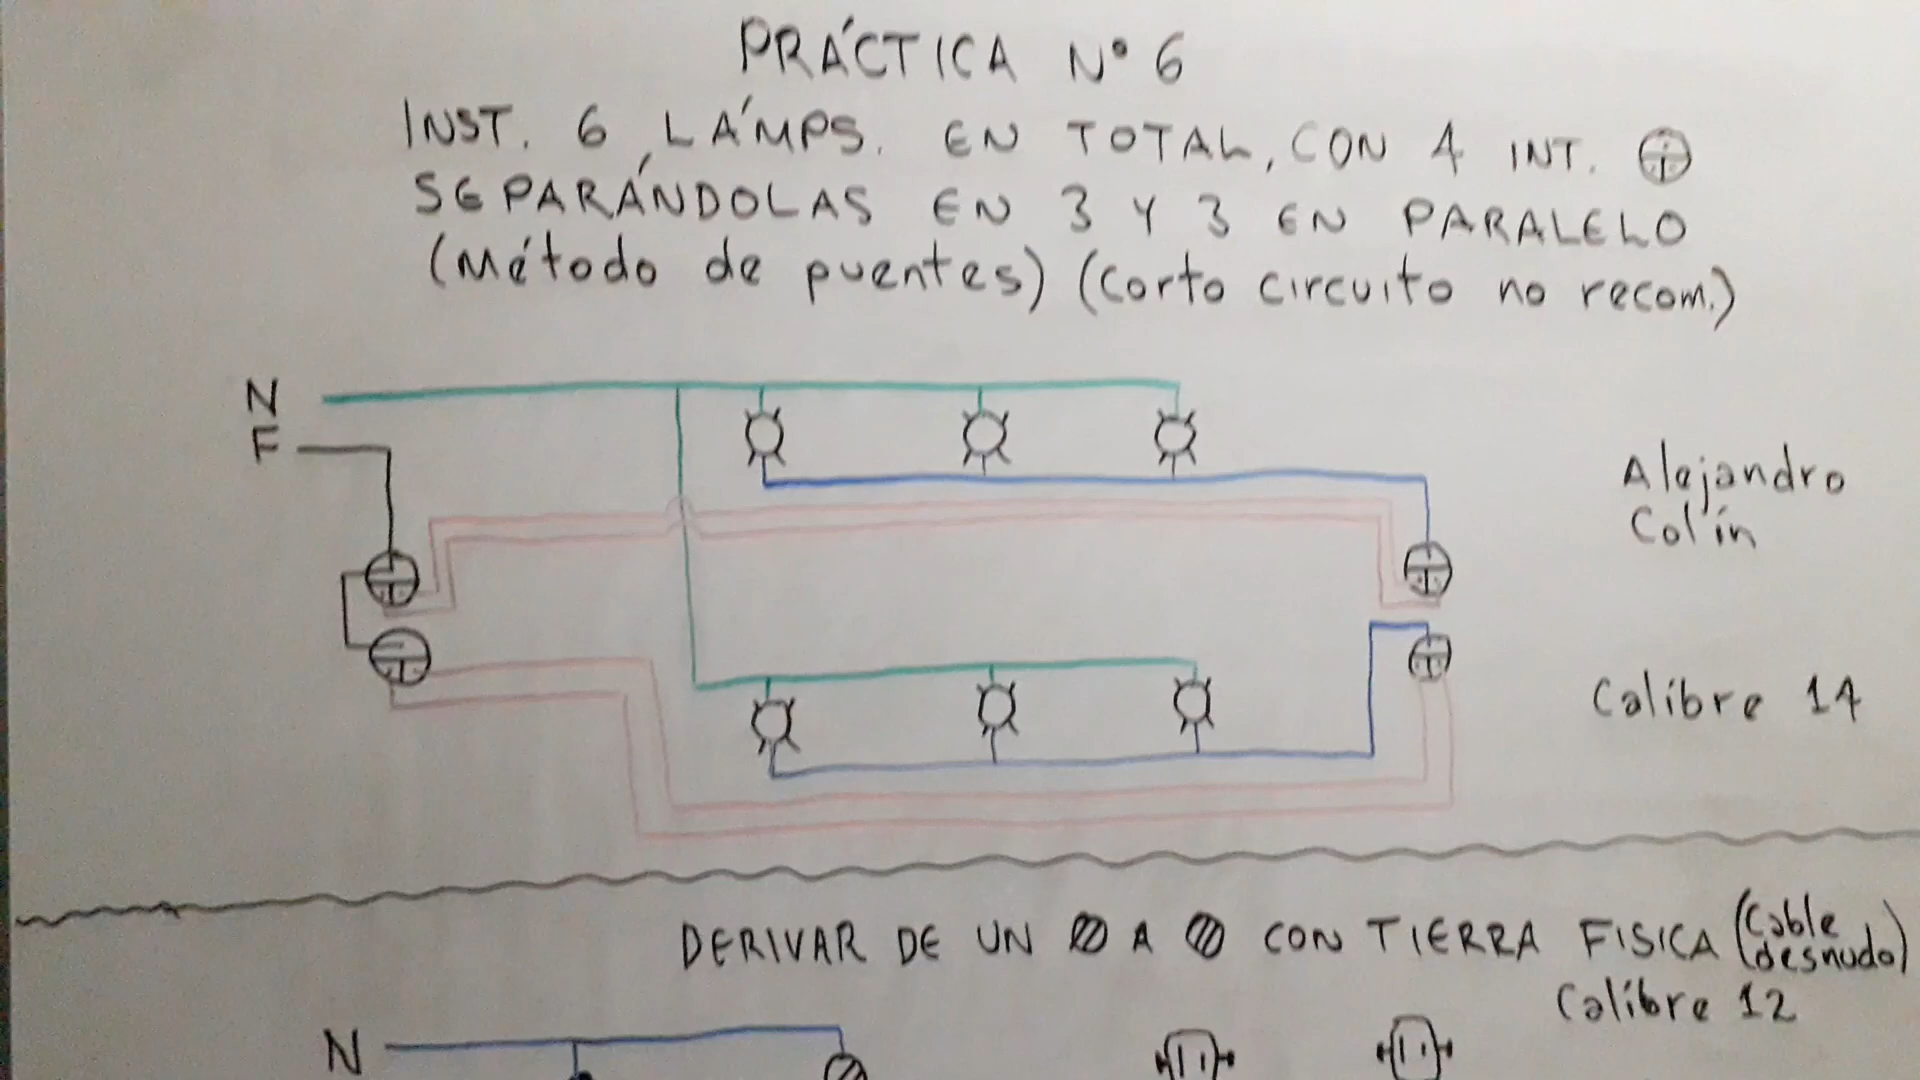 PRÁCTICA N° 6
INST. 6 LÁMPS. EN TOTAL, CON 4 INT.
SEPARÁNDOLAS EN 3 Y 3 EN PARALELO
(Método de puentes) (Corto circuito no recom.)
N
F
Alejandro
Colín
Calibre 14
DERIVAR DE UN A CON TIERRA FISICA (Cable
desnudo)
Calibre 12
N